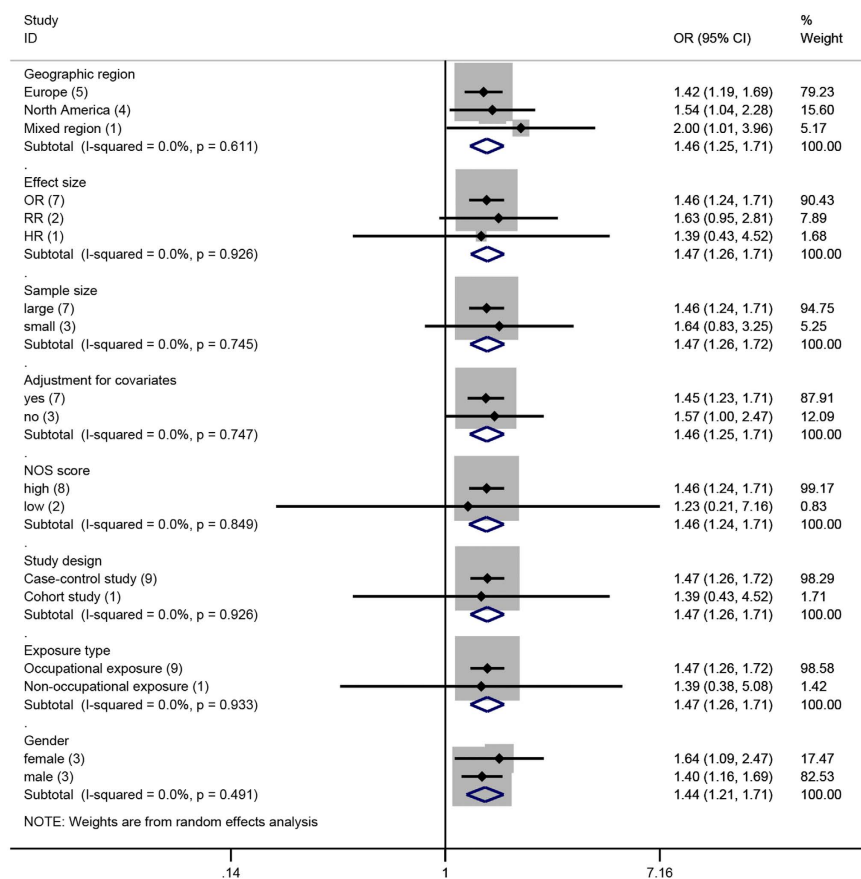 Study %
ID OR (95% CI) Weight
Geographic region
Europe (5) 1.42 (1.19, 1.69) 79.23
North America (4) 1.54 (1.04, 2.28) 15.60
Mixed region (1) 2.00 (1.01, 3.96) 5.17
Subtotal (I-squared = 0.0%, p = 0.611) 1.46 (1.25, 1.71) 100.00
.
Effect size
OR (7) 1.46 (1.24, 1.71) 90.43
RR (2) 1.63 (0.95, 2.81) 7.89
HR (1) 1.39 (0.43, 4.52) 1.68
Subtotal (I-squared = 0.0%, p = 0.926) 1.47 (1.26, 1.71) 100.00
.
Sample size
large (7) 1.46 (1.24, 1.71) 94.75
small (3) 1.64 (0.83, 3.25) 5.25
Subtotal (I-squared = 0.0%, p = 0.745) 1.47 (1.26, 1.72) 100.00
.
Adjustment for covariates
yes (7) 1.45 (1.23, 1.71) 87.91
no (3) 1.57 (1.00, 2.47) 12.09
Subtotal (I-squared = 0.0%, p = 0.747) 1.46 (1.25, 1.71) 100.00
.
NOS score
high (8) 1.46 (1.24, 1.71) 99.17
low (2) 1.23 (0.21, 7.16) 0.83
Subtotal (I-squared = 0.0%, p = 0.849) 1.46 (1.24, 1.71) 100.00
.
Study design
Case-control study (9) 1.47 (1.26, 1.72) 98.29
Cohort study (1) 1.39 (0.43, 4.52) 1.71
Subtotal (I-squared = 0.0%, p = 0.926) 1.47 (1.26, 1.71) 100.00
.
Exposure type
Occupational exposure (9) 1.47 (1.26, 1.72) 98.58
Non-occupational exposure (1) 1.39 (0.38, 5.08) 1.42
Subtotal (I-squared = 0.0%, p = 0.933) 1.47 (1.26, 1.71) 100.00
.
Gender
female (3) 1.64 (1.09, 2.47) 17.47
male (3) 1.40 (1.16, 1.69) 82.53
Subtotal (I-squared = 0.0%, p = 0.491) 1.44 (1.21, 1.71) 100.00
NOTE: Weights are from random effects analysis
.14 1 7.16